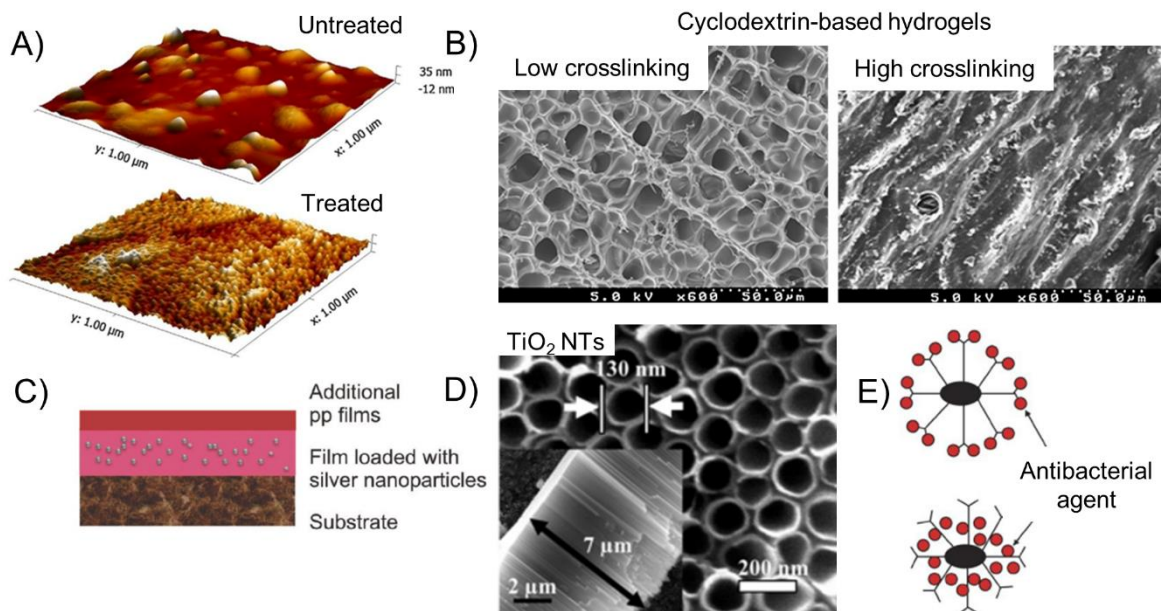 A)
Untreated
35 nm
-12 nm
y: 1.00 µm
x: 1.00 µm
Treated
y: 1.00 µm
x: 1.00 µm
B)
Cyclodextrin-based hydrogels
Low crosslinking
High crosslinking
5.0 kV x600 50.0µm
5.0 kV x600 50.0µm
C)
Additional
pp films
Film loaded with
silver nanoparticles
Substrate
D)
TiO₂ NTs
130 nm
7 µm
2 µm
200 nm
E)
Antibacterial
agent